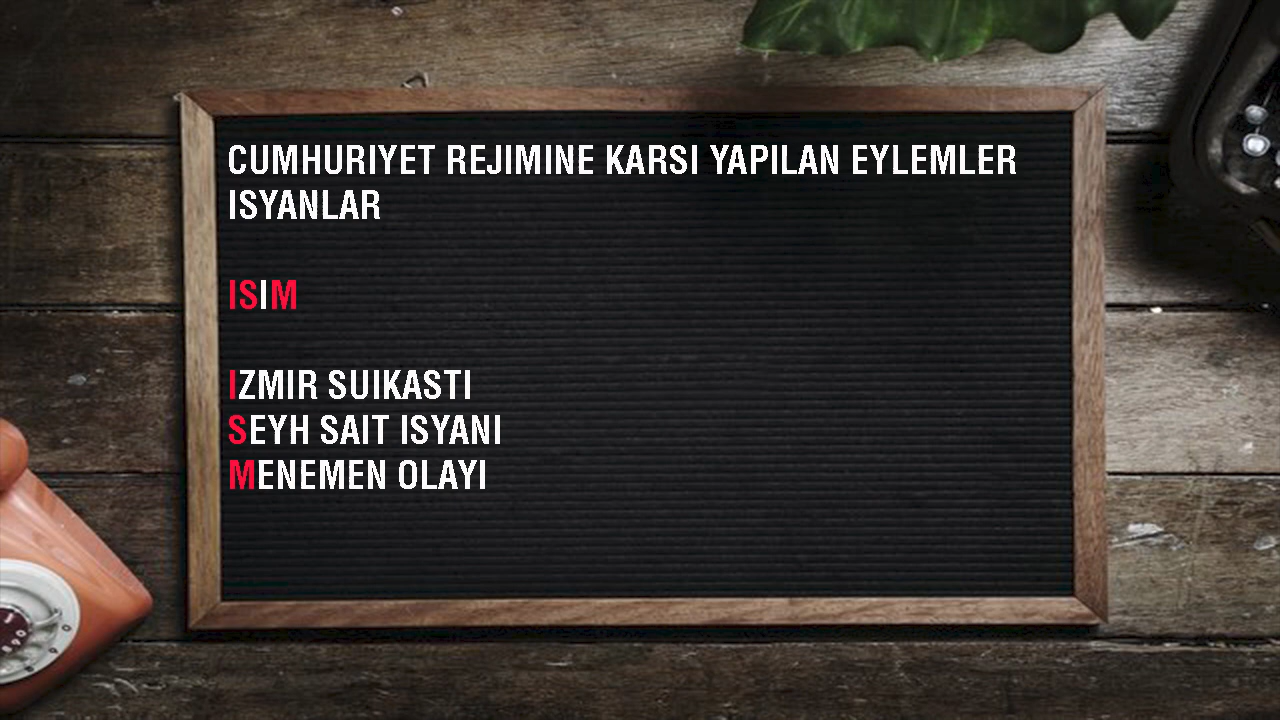 CUMHURIYET REJIMINE KARSI YAPILAN EYLEMLER
ISYANLAR
ISIM
IZMIR SUIKASTI
SEYH SAIT ISYANI
MENEMEN OLAYI